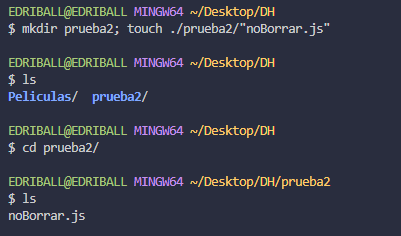 EDRIBALL@EDRIBALL MINGW64 ~/Desktop/DH
$ mkdir prueba2; touch ./prueba2/"noBorrar.js"
EDRIBALL@EDRIBALL MINGW64 ~/Desktop/DH
$ ls
Peliculas/  prueba2/
EDRIBALL@EDRIBALL MINGW64 ~/Desktop/DH
$ cd prueba2/
EDRIBALL@EDRIBALL MINGW64 ~/Desktop/DH/prueba2
$ ls
noBorrar.js